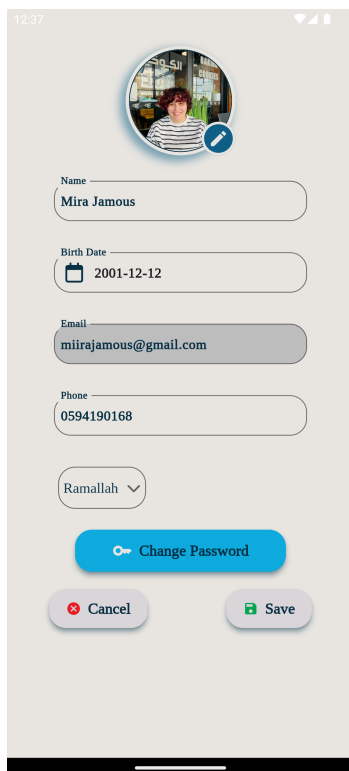 12:37
Name
Mira Jamous
Birth Date
2001-12-12
Email
miirajamous@gmail.com
Phone
0594190168
Ramallah
Change Password
Cancel
Save